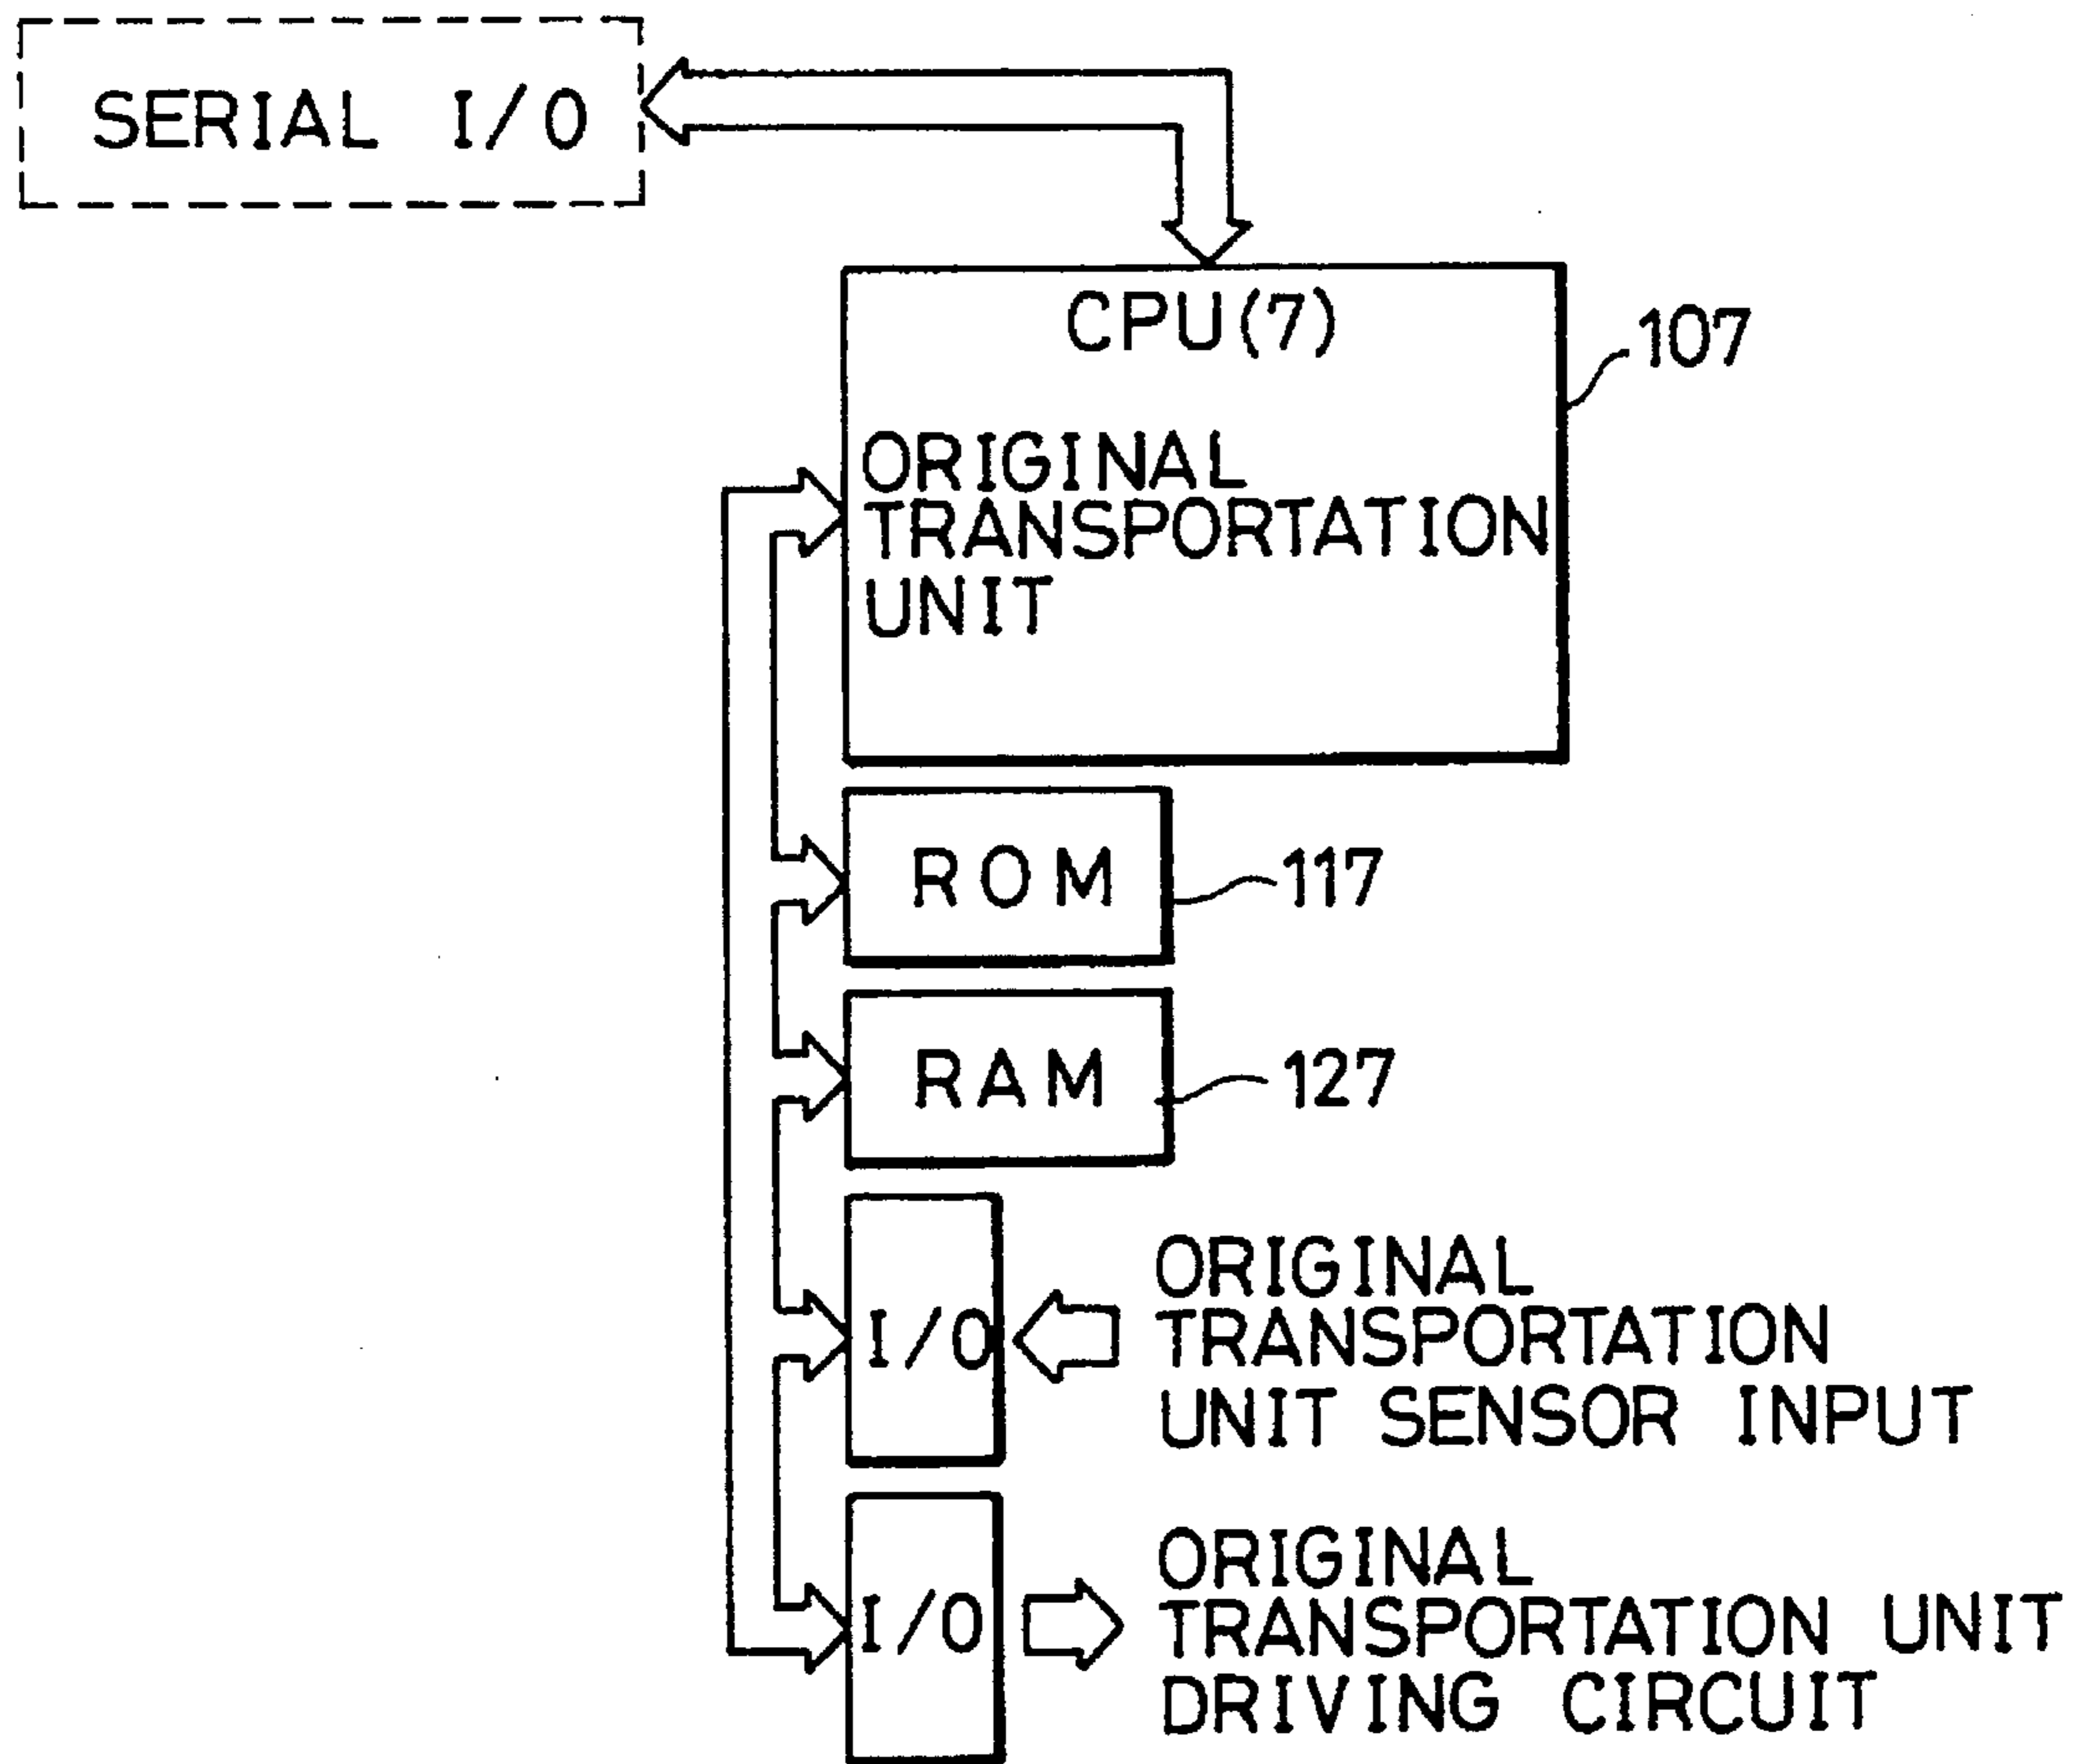 SERIAL I/O
CPU(7)
107
ORIGINAL
TRANSPORTATION
UNIT
ROM
117
RAM
127
I/O
ORIGINAL
TRANSPORTATION
UNIT SENSOR INPUT
I/O
ORIGINAL
TRANSPORTATION UNIT
DRIVING CIRCUIT